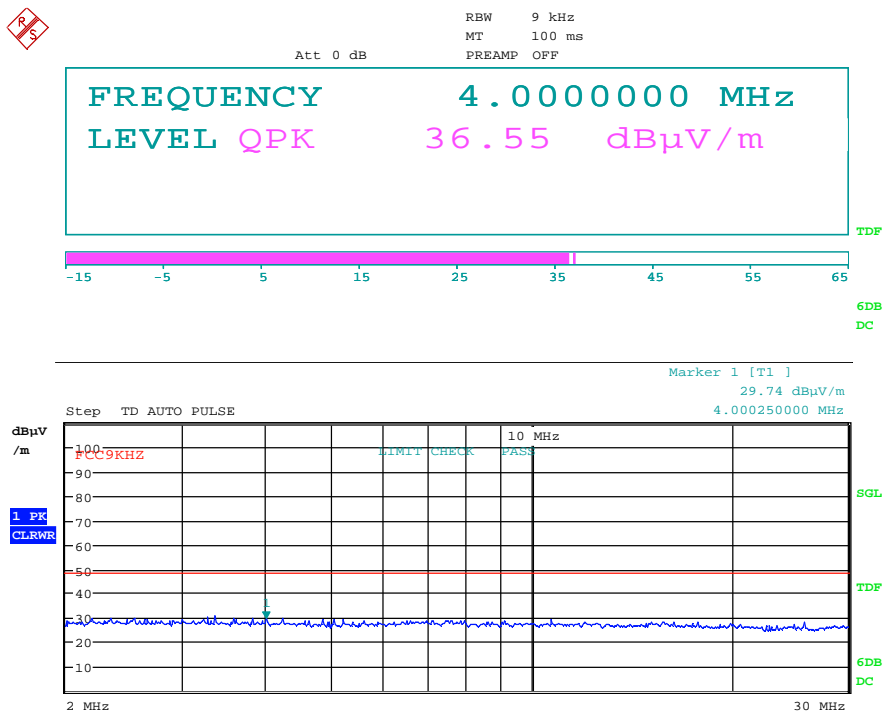 R S
RBW 9 kHz
MT 100 ms
Att 0 dB PREAMP OFF
FREQUENCY 4.0000000 MHz
LEVEL QPK 36.55 dBµV/m
TDF
-15 -5 5 15 25 35 45 55 65
6DB
DC
Marker 1 [T1 ]
29.74 dBµV/m
Step TD AUTO PULSE 4.000250000 MHz
dBµV
/m
10 MHz
100
FCC9KHZ
LIMIT CHECK PASS
90
80
SGL
1 PK
CLRWR
70
60
50
TDF
40
1
30
20
10
6DB
DC
2 MHz 30 MHz